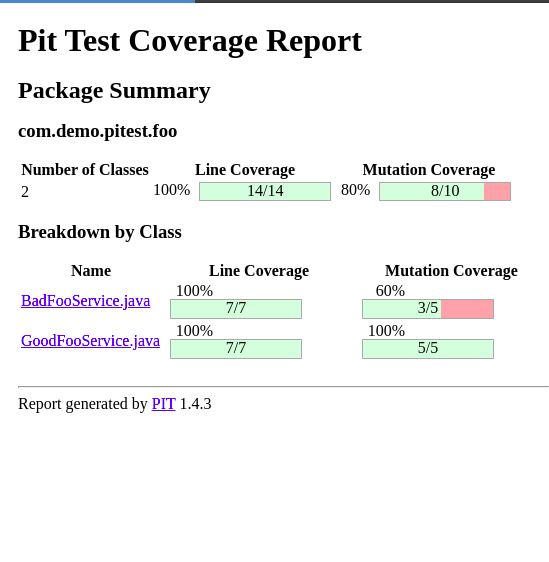 Pit Test Coverage Report
Package Summary
com.demo.pitest.foo
Number of Classes Line Coverage Mutation Coverage
2 100% 14/14 80% 8/10
Breakdown by Class
Name Line Coverage Mutation Coverage
BadFooService.java 100% 7/7 60% 3/5
GoodFooService.java 100% 7/7 100% 5/5
Report generated by PIT 1.4.3